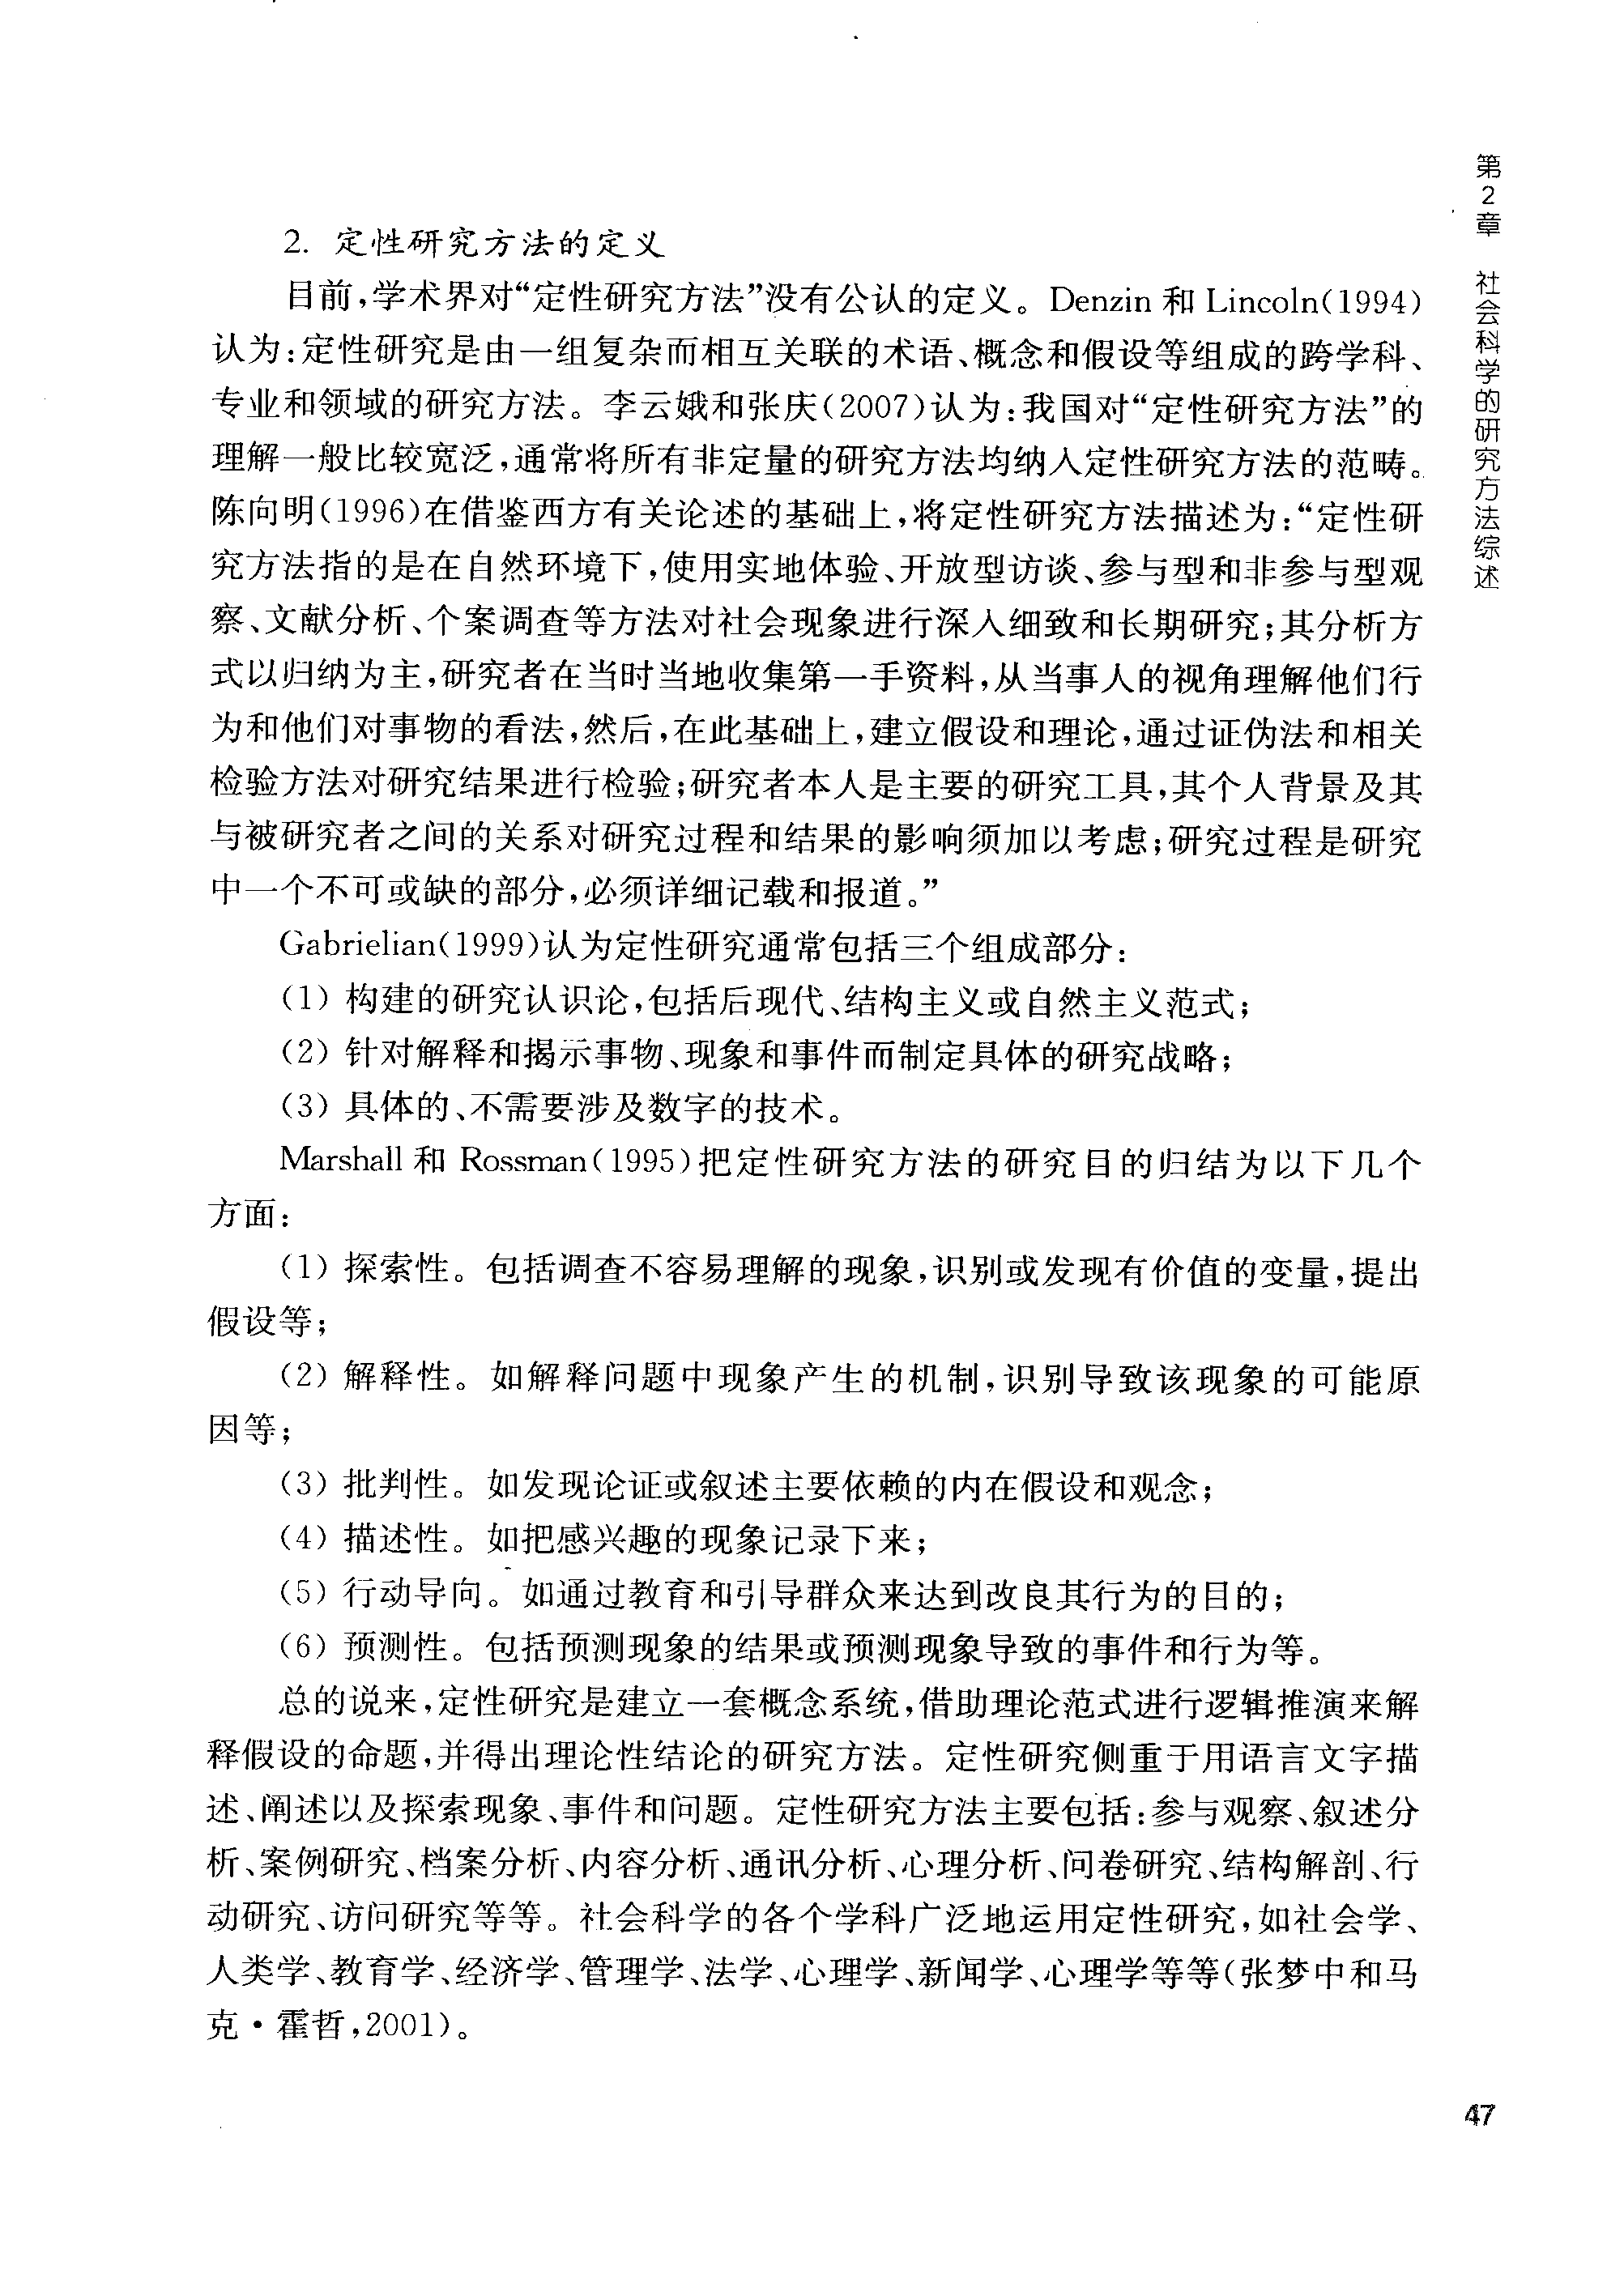 第2章 社会科学的研究方法综述
2. 定性研究方法的定义
目前,学术界对“定性研究方法”没有公认的定义。Denzin 和 Lincoln(1994)
认为:定性研究是由一组复杂而相互关联的术语、概念和假设等组成的跨学科、
专业和领域的研究方法。李云娥和张庆(2007)认为:我国对“定性研究方法”的
理解一般比较宽泛,通常将所有非定量的研究方法均纳入定性研究方法的范畴。
陈向明(1996)在借鉴西方有关论述的基础上,将定性研究方法描述为:“定性研
究方法指的是在自然环境下,使用实地体验、开放型访谈、参与型和非参与型观
察、文献分析、个案调查等方法对社会现象进行深入细致和长期研究;其分析方
式以归纳为主,研究者在当时当地收集第一手资料,从当事人的视角理解他们行
为和他们对事物的看法,然后,在此基础上,建立假设和理论,通过证伪法和相关
检验方法对研究结果进行检验;研究者本人是主要的研究工具,其个人背景及其
与被研究者之间的关系对研究过程和结果的影响须加以考虑;研究过程是研究
中一个不可或缺的部分,必须详细记载和报道。”
Gabrielian(1999)认为定性研究通常包括三个组成部分:
(1) 构建的研究认识论,包括后现代、结构主义或自然主义范式;
(2) 针对解释和揭示事物、现象和事件而制定具体的研究战略;
(3) 具体的、不需要涉及数字的技术。
Marshall 和 Rossman(1995)把定性研究方法的研究目的归结为以下几个
方面:
(1) 探索性。包括调查不容易理解的现象,识别或发现有价值的变量,提出
假设等;
(2) 解释性。如解释问题中现象产生的机制,识别导致该现象的可能原
因等;
(3) 批判性。如发现论证或叙述主要依赖的内在假设和观念;
(4) 描述性。如把感兴趣的现象记录下来;
(5) 行动导向。如通过教育和引导群众来达到改良其行为的目的;
(6) 预测性。包括预测现象的结果或预测现象导致的事件和行为等。
总的说来,定性研究是建立一套概念系统,借助理论范式进行逻辑推演来解
释假设的命题,并得出理论性结论的研究方法。定性研究侧重于用语言文字描
述、阐述以及探索现象、事件和问题。定性研究方法主要包括:参与观察、叙述分
析、案例研究、档案分析、内容分析、通讯分析、心理分析、问卷研究、结构解剖、行
动研究、访问研究等等。社会科学的各个学科广泛地运用定性研究,如社会学、
人类学、教育学、经济学、管理学、法学、心理学、新闻学、心理学等等(张梦中和马
克·霍哲,2001)。
47